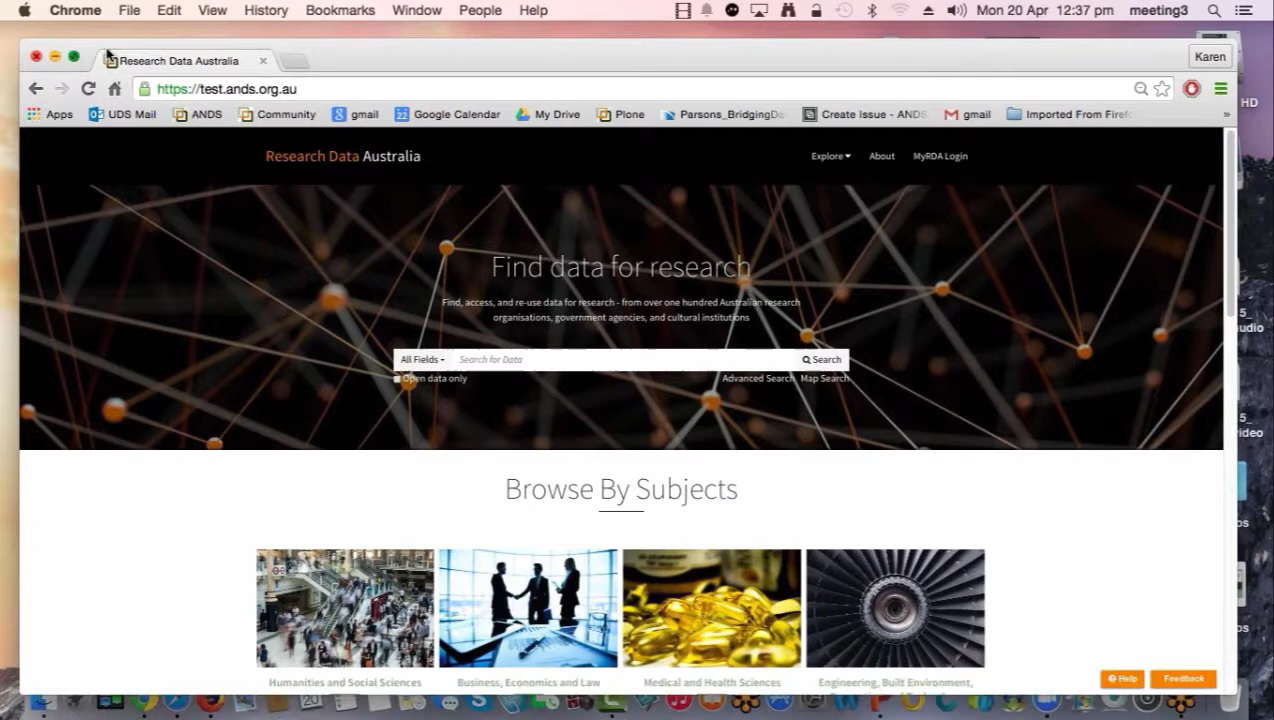 Chrome File Edit View History Bookmarks Window People Help Mon 20 Apr 12:37 pm meeting3
Research Data Australia
Karen
https://test.ands.org.au
HD
Apps UDS Mail ANDS Community gmail Google Calendar My Drive Plone Parsons_BridgingDa Create Issue - ANDS gmail Imported From Firef
Research Data Australia
Explore About MyRDA Login
Find data for research
Find, access, and re-use data for research - from over one hundred Australian research
organisations, government agencies, and cultural institutions
All Fields Search for Data Search
Open data only Advanced Search Map Search
Browse By Subjects
Humanities and Social Sciences
Business, Economics and Law
Medical and Health Sciences
Engineering, Built Environment,
Help Feedback